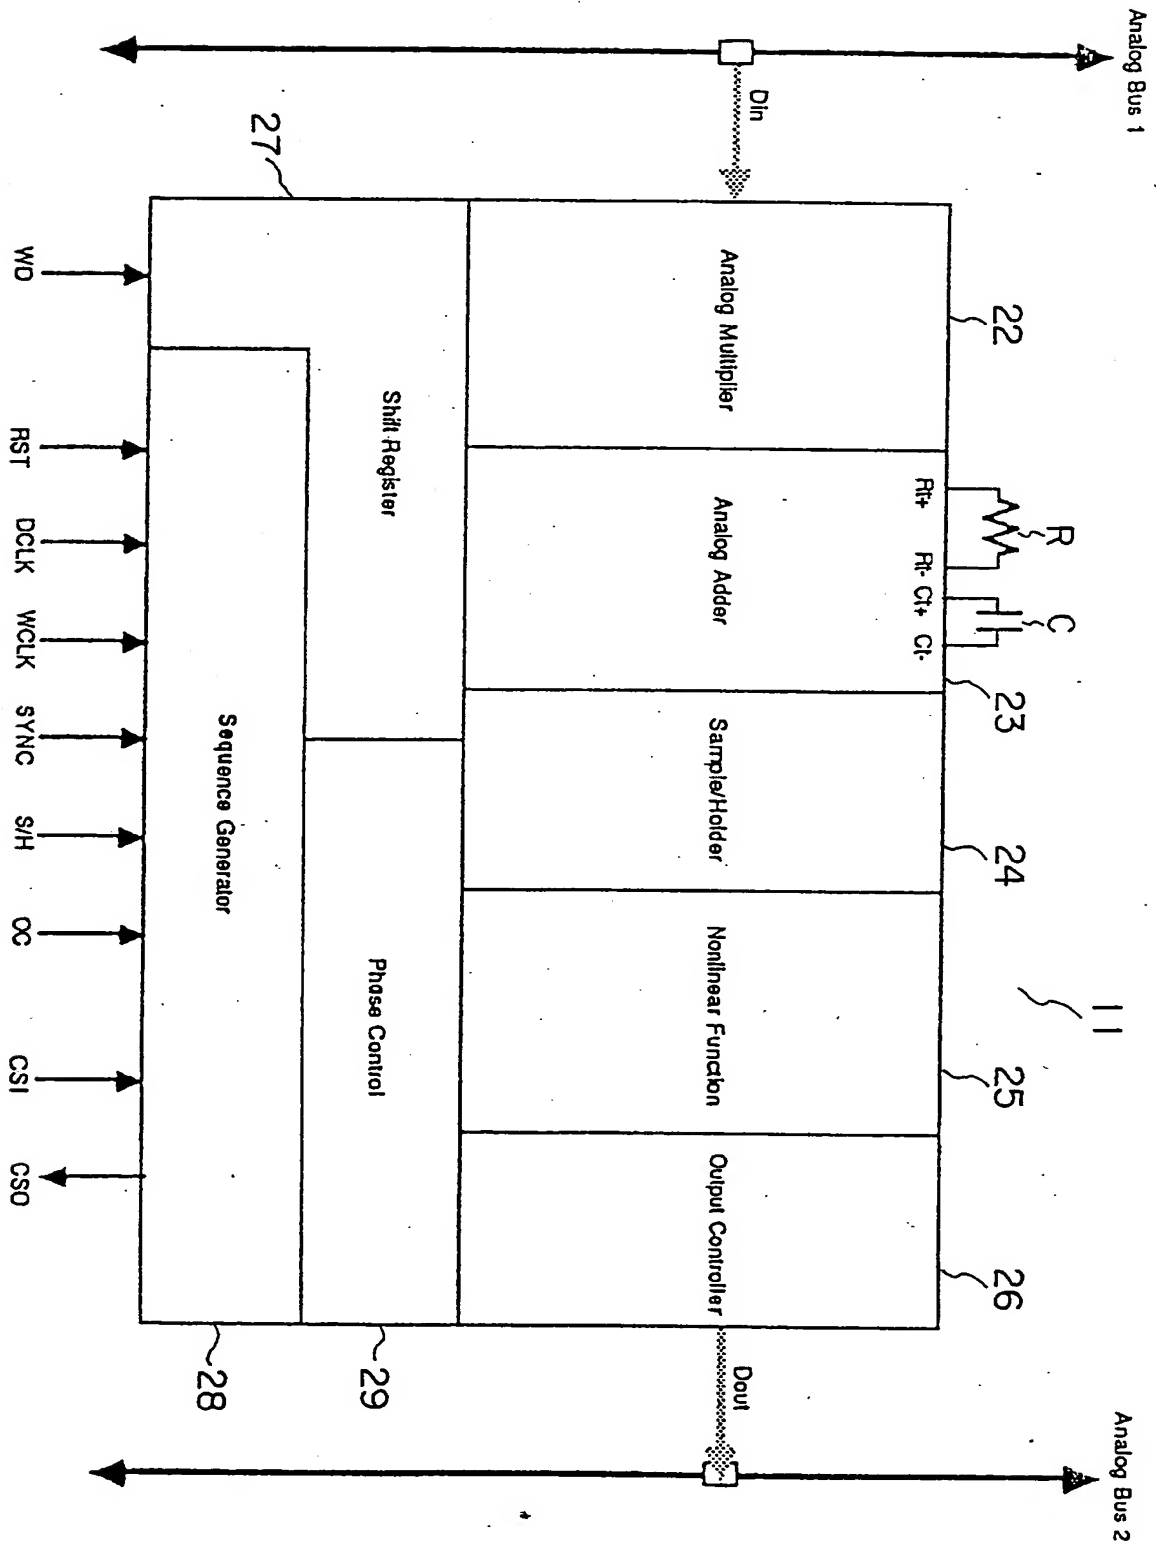 Analog Bus 1
Analog Bus 2
11
Din
Dout
R
C
22
23
24
25
26
Rt+
Rt-
Ct+
Ct-
Analog Multiplier
Analog Adder
Sample/Holder
Nonlinear Function
Output Controller
Shift Register
Phase Control
Sequence Generator
27
29
28
WD
RST
DCLK
WCLK
SYNC
S/H
OC
CSI
CSO